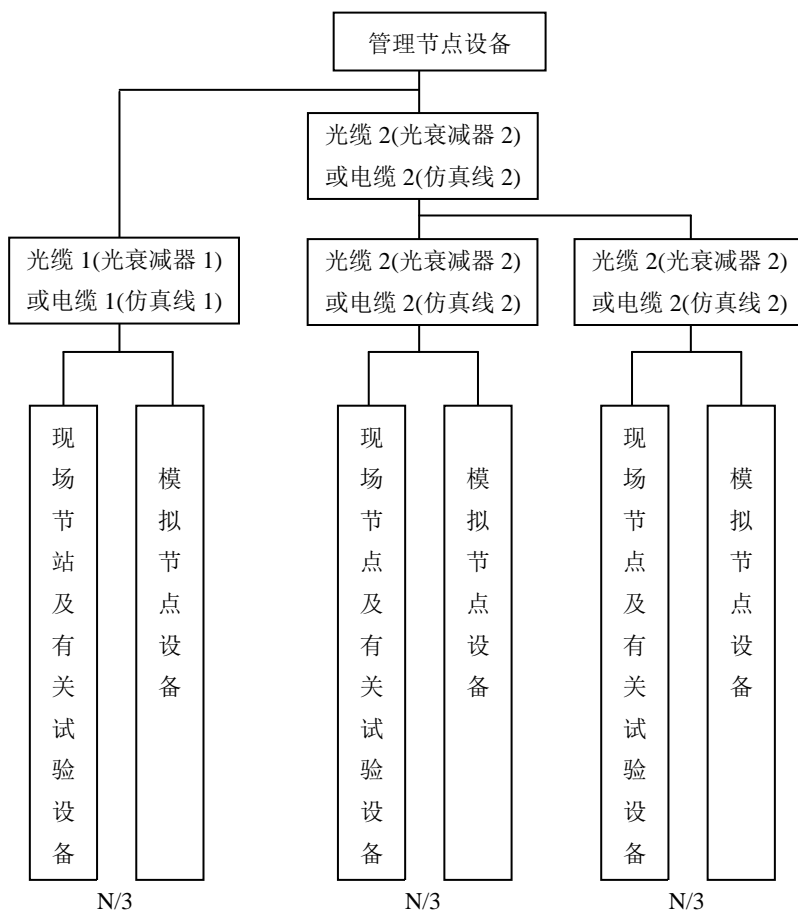 管理节点设备
光缆 2(光衰减器 2)
或电缆 2(仿真线 2)
光缆 1(光衰减器 1)
或电缆 1(仿真线 1)
光缆 2(光衰减器 2)
或电缆 2(仿真线 2)
光缆 2(光衰减器 2)
或电缆 2(仿真线 2)
现场节站及有关试验设备
模拟节点设备
现场节点及有关试验设备
模拟节点设备
现场节点及有关试验设备
模拟节点设备
N/3
N/3
N/3